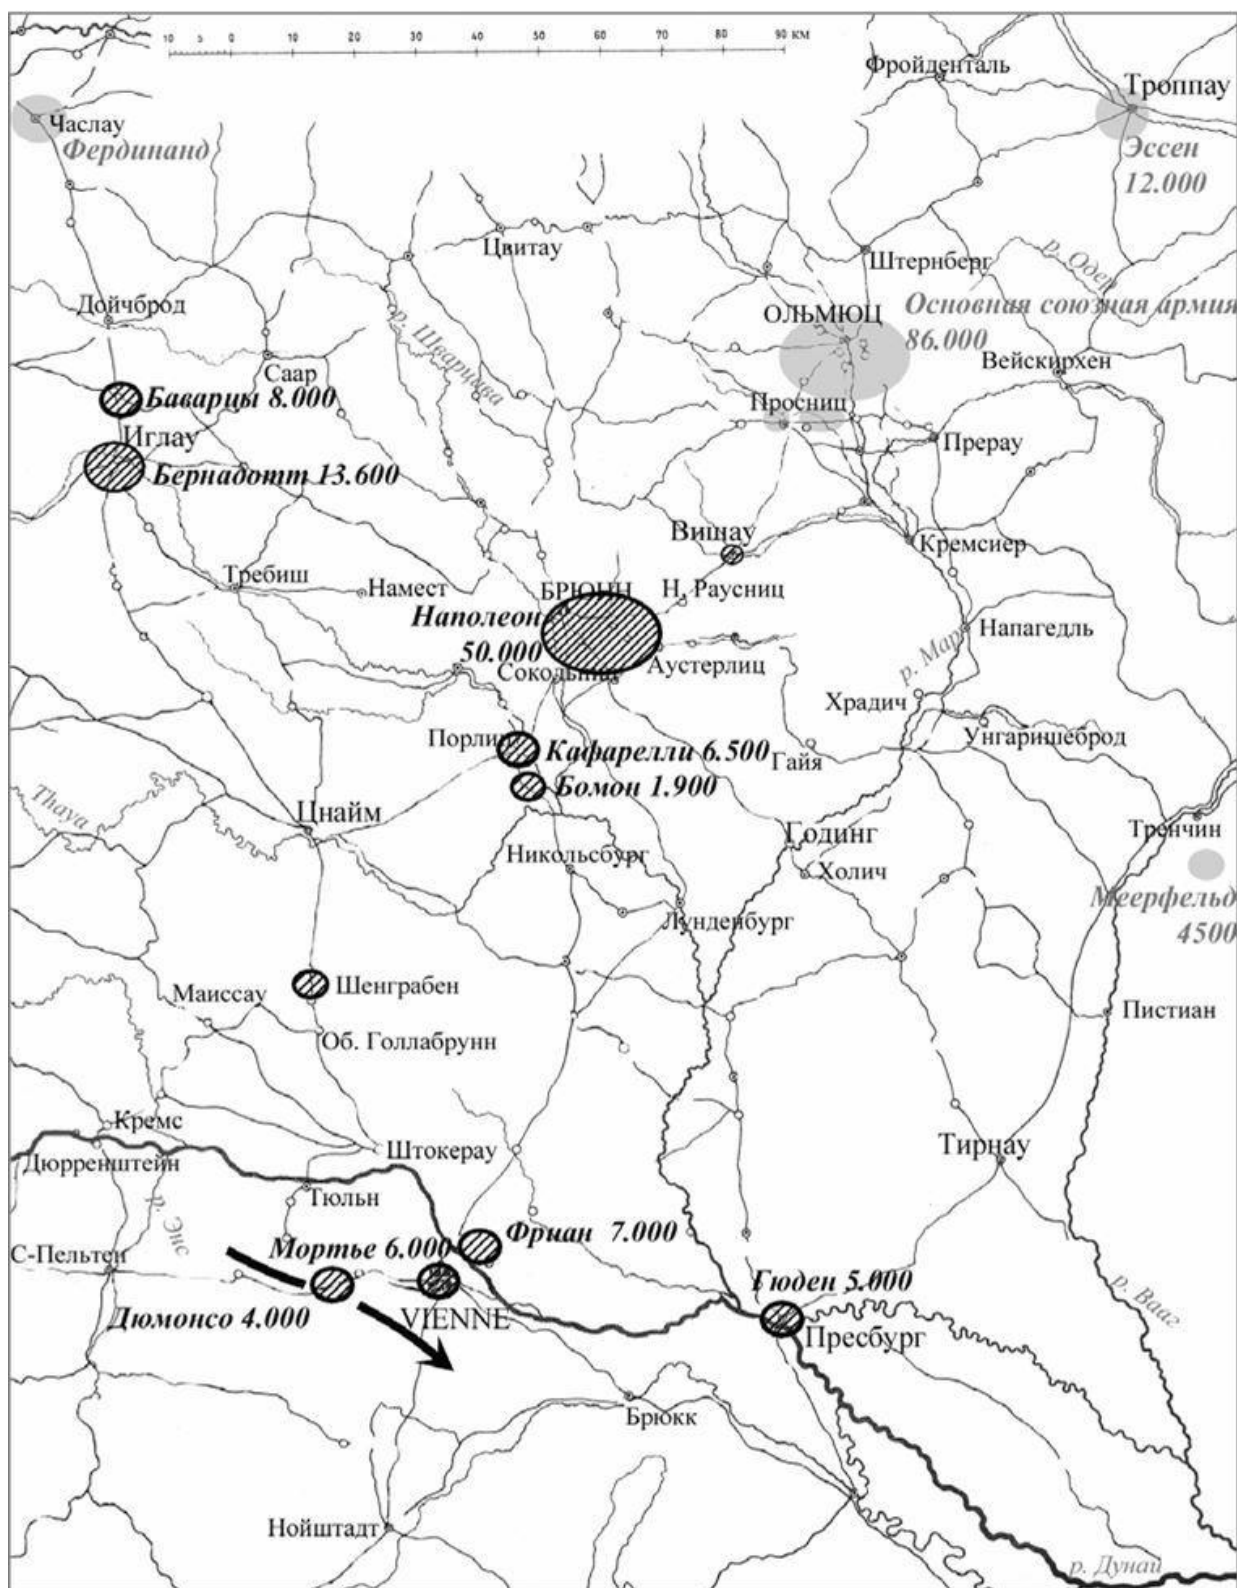 10 5 0 10 20 30 40 50 60 70 80 90 км
Фройденталь
Троппау
Часлау
Фердинанд
Эссен
12.000
Цвитау
Штернберг
р. Одер
Дойчброд
ОЛЬМЮЦ
Основная союзная армия
86.000
р. Шварцава
Саар
Вейскирхен
Баварцы 8.000
Просниц
Иглау
Прерау
Бернадотт 13.600
Вишау
Кремсиер
Требиш
Намест
БРЮНН
Н. Раусниц
Наполеон
50.000
Напагедль
р. Мар
Сокольниц
Аустерлиц
Храдич
Унгаришеброд
Порлиц
Кафарелли 6.500
Гайя
Бомон 1.900
Thaya
Цнайм
Тренчин
Годинг
Никольсбург
Холич
Меерфельд
4500
Лунденбург
Шенграбен
Маиссау
Пистиан
Об. Голлабрунн
Кремс
Штокерау
Тирнау
Дюрренштейн
Тюльн
р. Энс
Фриан 7.000
С-Пельтен
Мортье 6.000
Гюден 5.000
р. Вааг
Дюмонсо 4.000
VIENNE
Пресбург
Брюкк
Нойштадт
р. Дунай